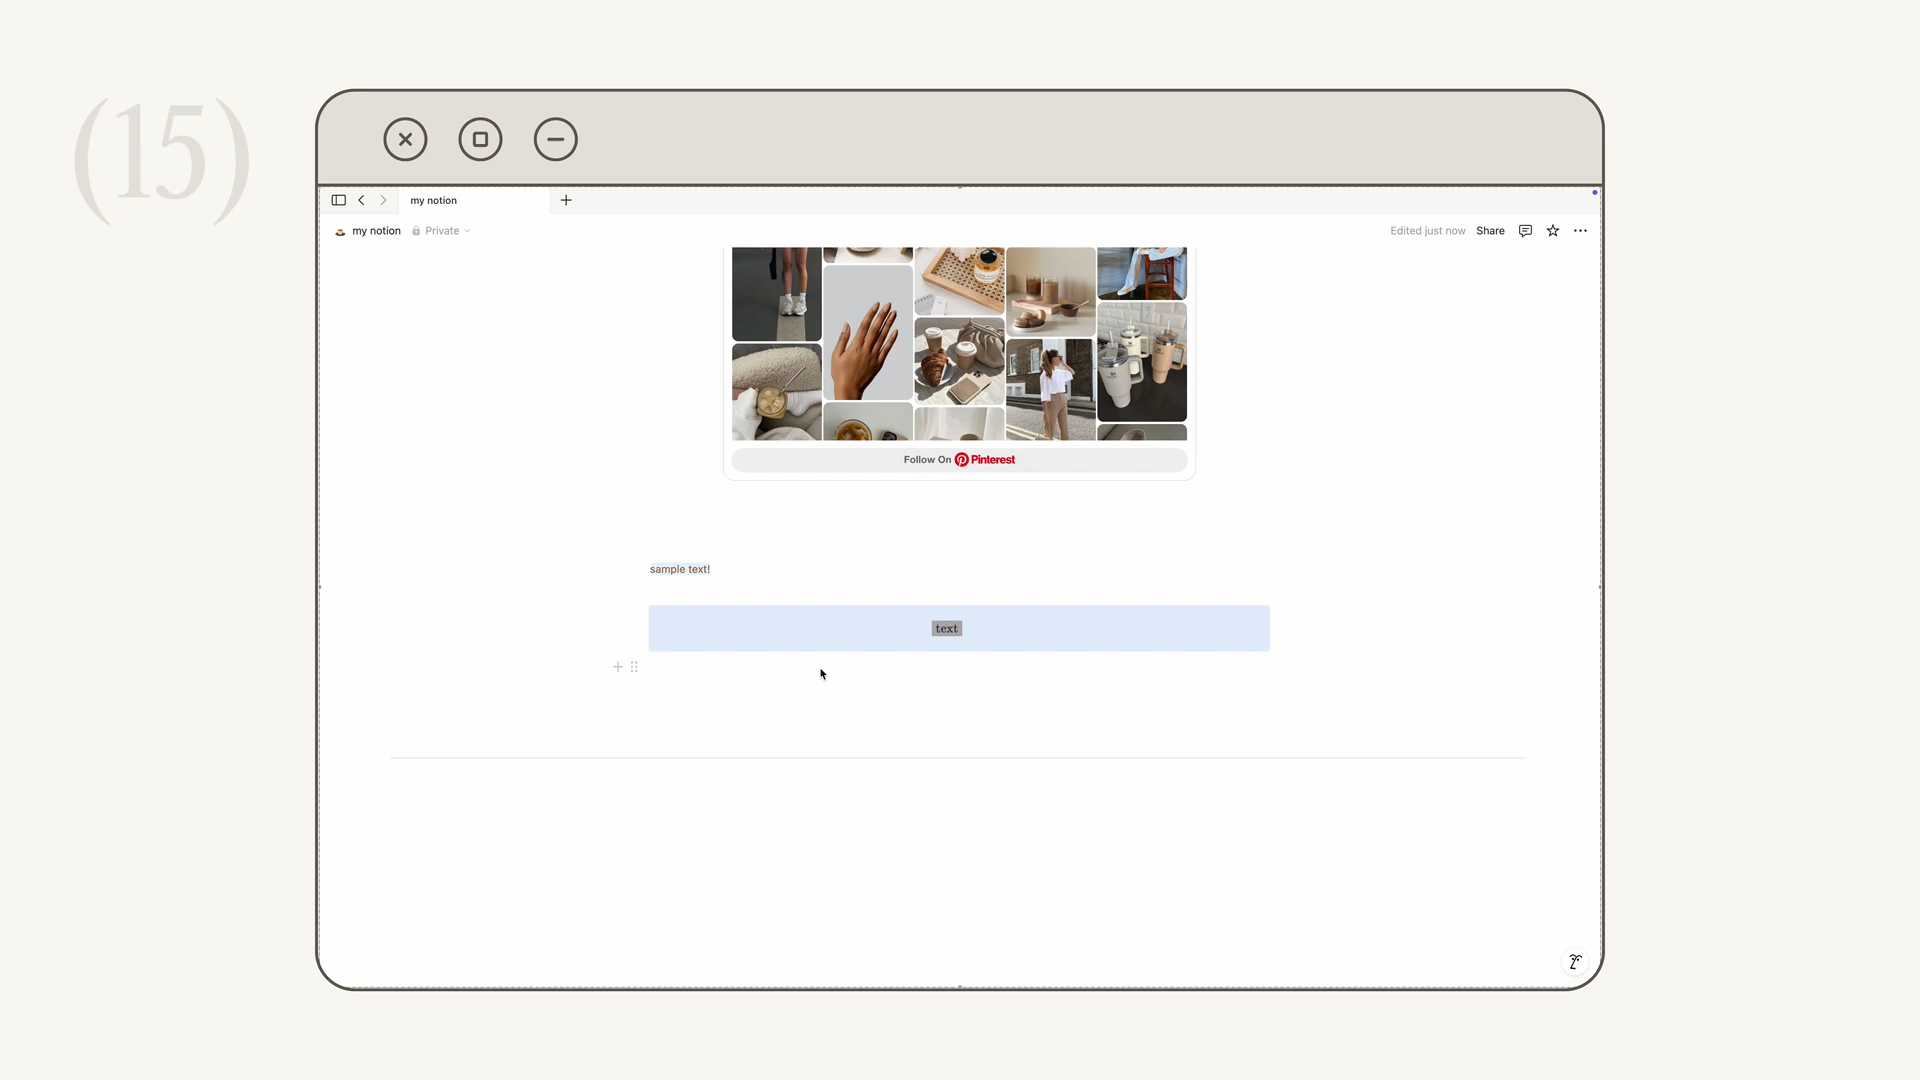 (15)
my notion
my notion Private
Edited just now Share
Follow On Pinterest
sample text!
text